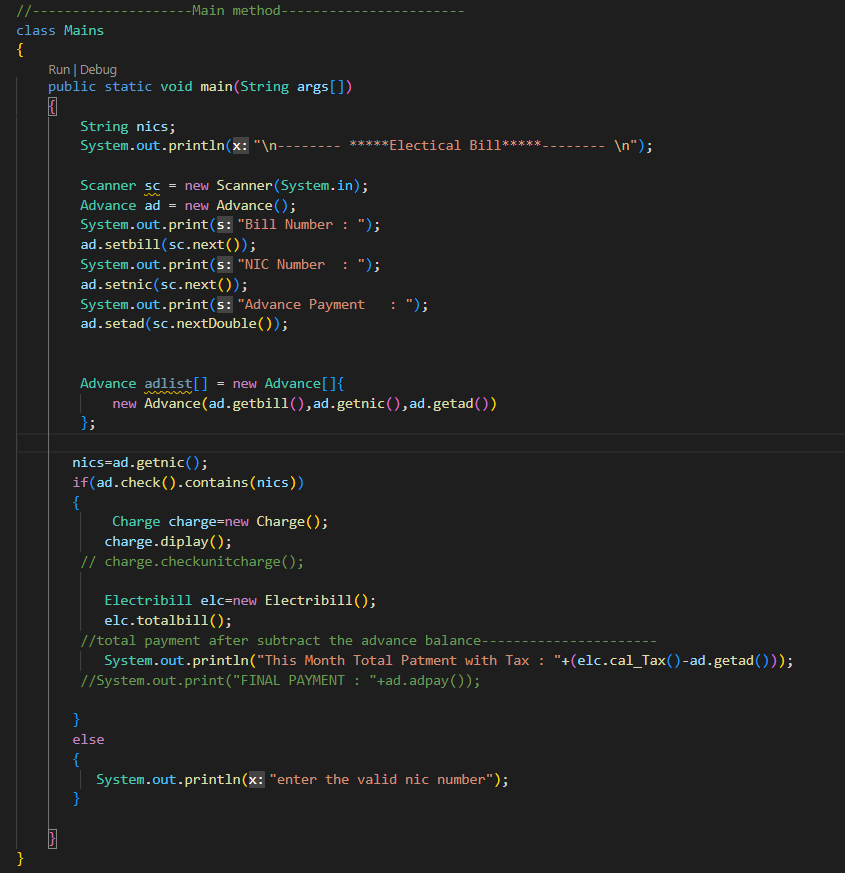 //--------------------Main method-----------------------
class Mains
{
Run | Debug
public static void main(String args[])
{
String nics;
System.out.println(x: "\n-------- *****Electical Bill*****-------- \n");
Scanner sc = new Scanner(System.in);
Advance ad = new Advance();
System.out.print(s: "Bill Number : ");
ad.setbill(sc.next());
System.out.print(s: "NIC Number  : ");
ad.setnic(sc.next());
System.out.print(s: "Advance Payment   : ");
ad.setad(sc.nextDouble());
Advance adlist[] = new Advance[]{
new Advance(ad.getbill(),ad.getnic(),ad.getad())
};
nics=ad.getnic();
if(ad.check().contains(nics))
{
Charge charge=new Charge();
charge.diplay();
// charge.checkunitcharge();
Electribill elc=new Electribill();
elc.totalbill();
//total payment after subtract the advance balance----------------------
System.out.println("This Month Total Patment with Tax : "+(elc.cal_Tax()-ad.getad()));
//System.out.print("FINAL PAYMENT : "+ad.adpay());
}
else
{
System.out.println(x: "enter the valid nic number");
}
}
}